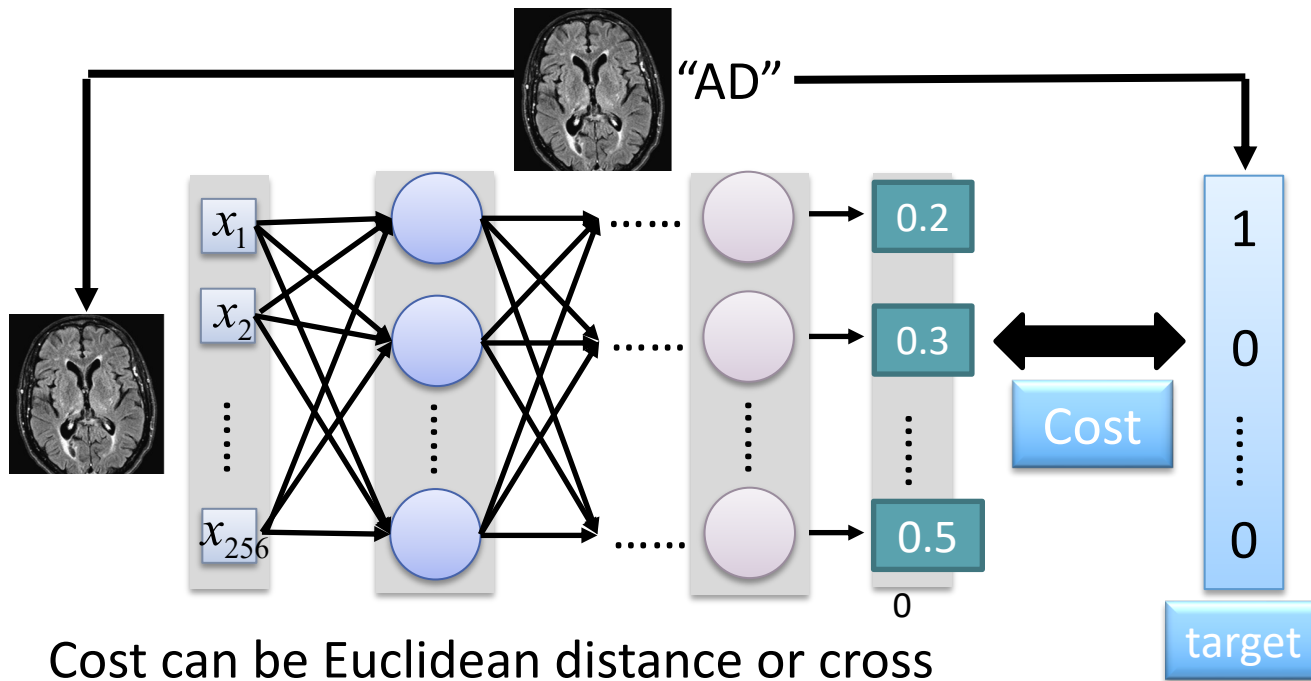 “AD”
x1
0.2
1
x2
0.3
0
......
......
Cost
......
......
......
......
......
x256
0.5
0
......
0
target
Cost can be Euclidean distance or cross